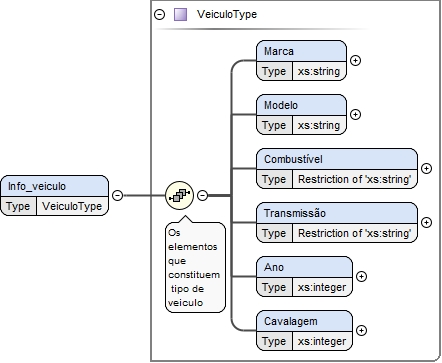 VeiculoType
Marca
Type xs:string
Modelo
Type xs:string
Combustível
Type Restriction of 'xs:string'
Info_veiculo
Type VeiculoType
Transmissão
Type Restriction of 'xs:string'
Os
elementos
que
constituem
tipo de
veiculo
Ano
Type xs:integer
Cavalagem
Type xs:integer